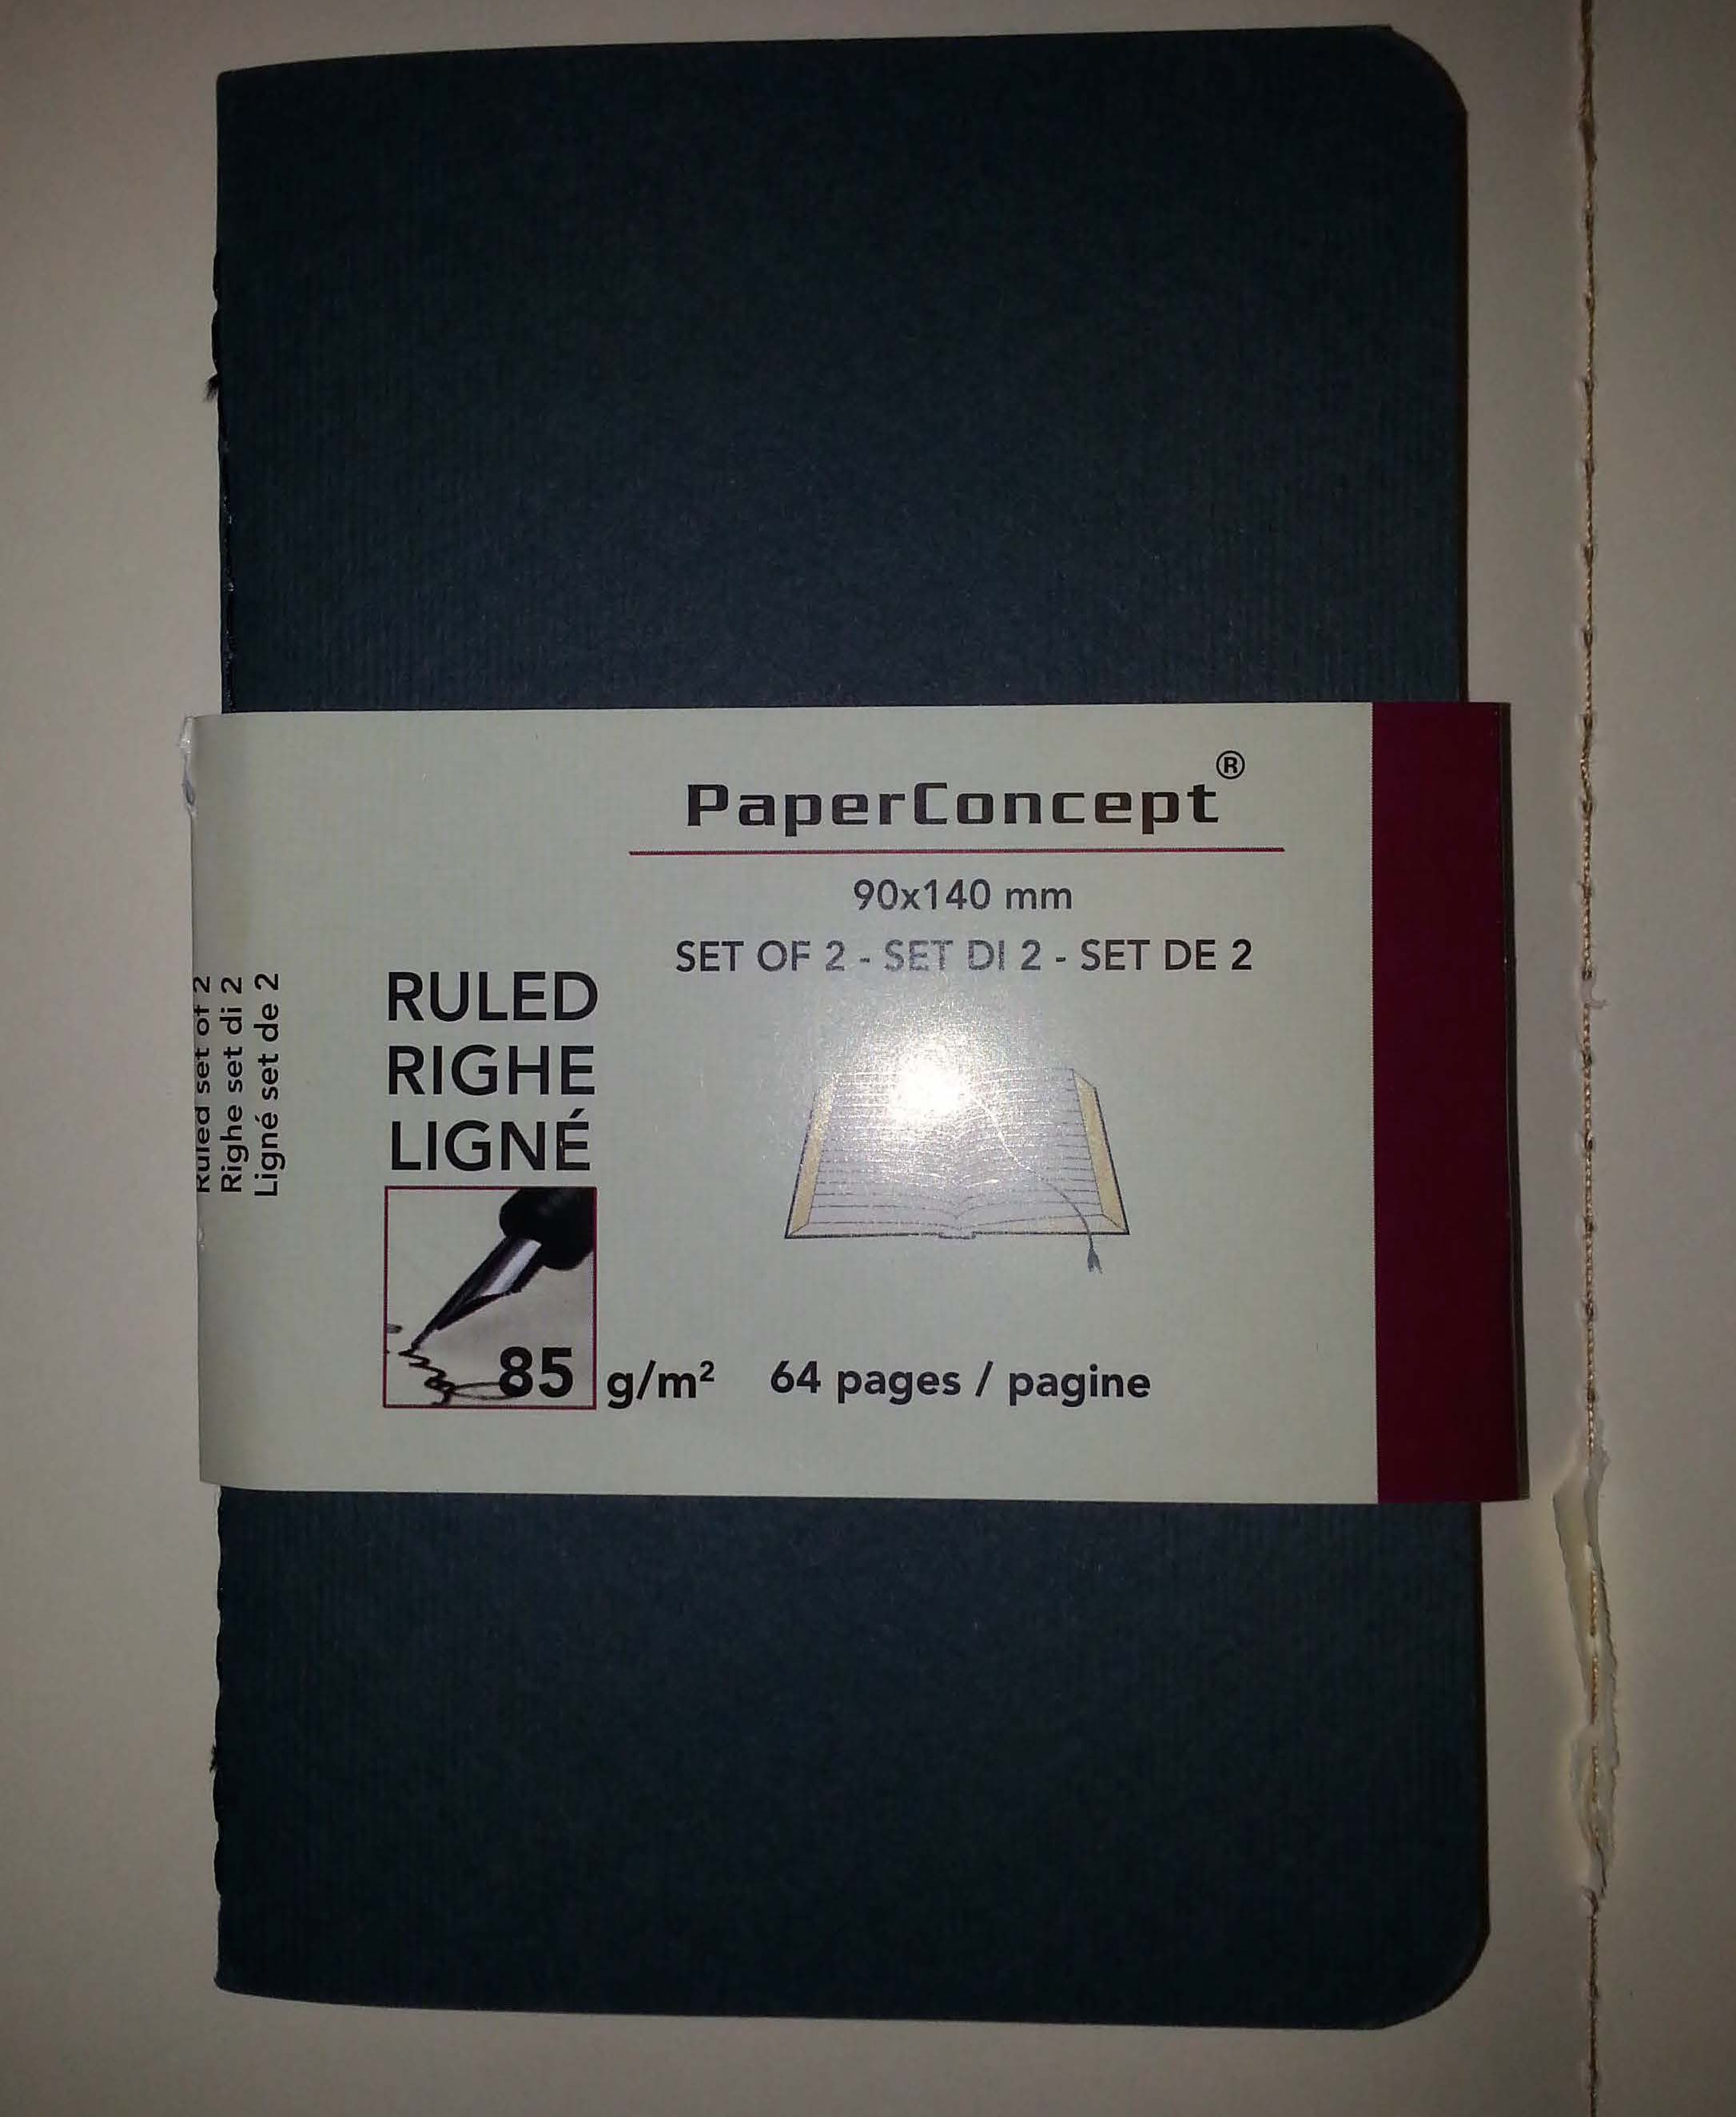 PaperConcept®
90x140 mm
SET OF 2 - SET DI 2 - SET DE 2
RULED
RIGHE
LIGNÉ
85 g/m² 64 pages / pagine
Ruled set of 2
Righe set di 2
Ligné set de 2